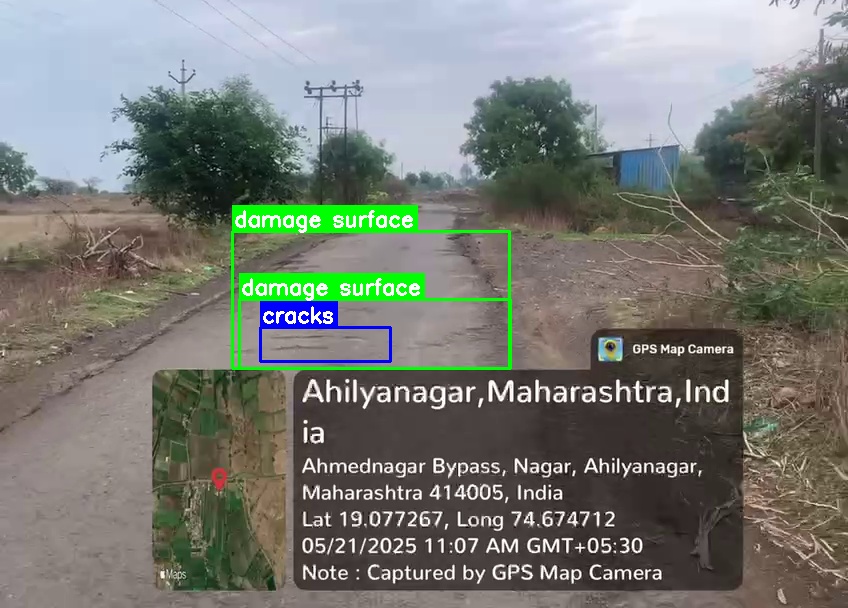 damage surface
damage surface
cracks
GPS Map Camera
Ahilyanagar,Maharashtra,Ind
ia
Ahmednagar Bypass, Nagar, Ahilyanagar,
Maharashtra 414005, India
Lat 19.077267, Long 74.674712
05/21/2025 11:07 AM GMT+05:30
Note : Captured by GPS Map Camera
Maps